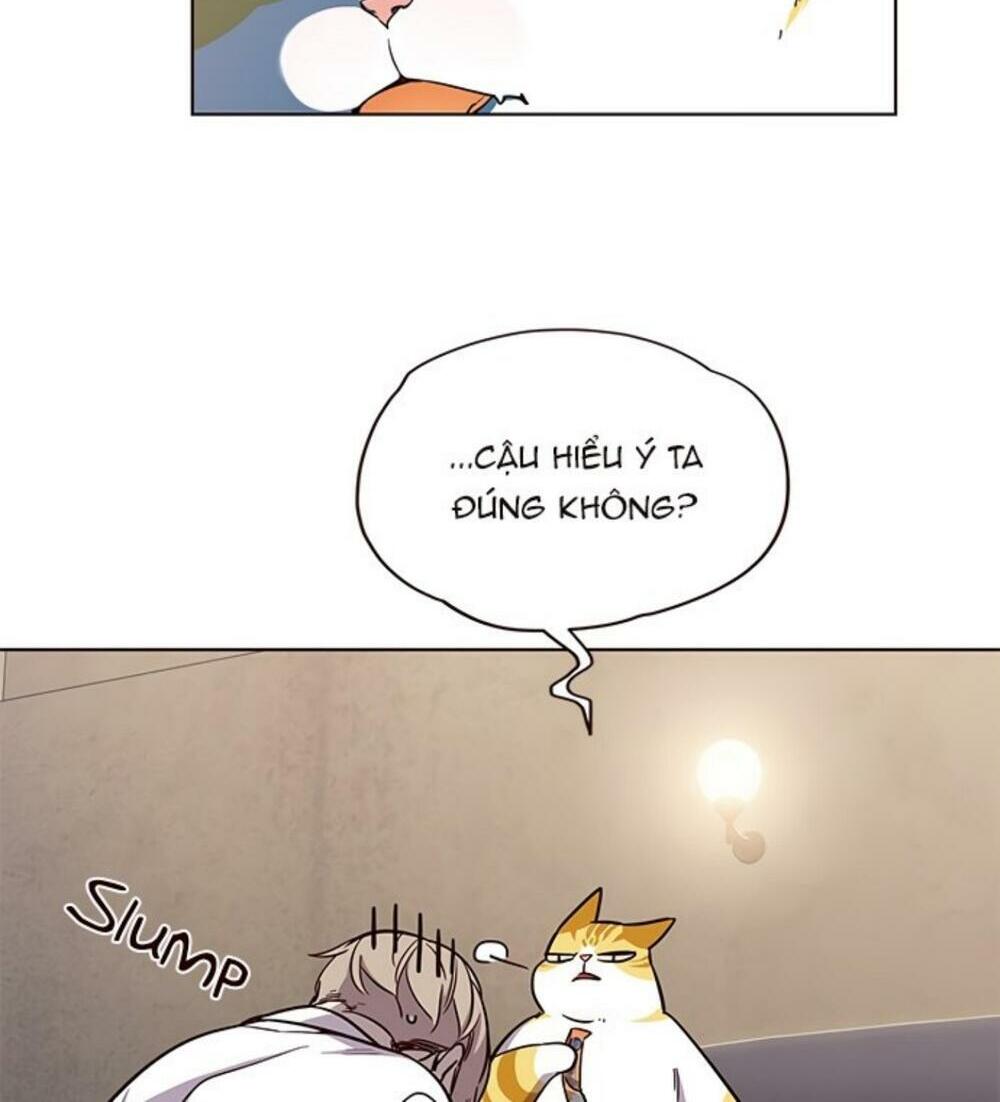 ...CẬU HIỂU Ý TA
ĐÚNG KHÔNG?
SLUMP